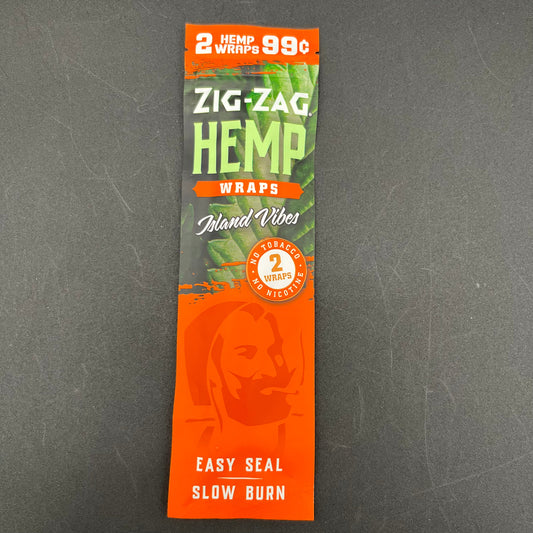 2 HEMP WRAPS 99¢
ZIG-ZAG®
HEMP
WRAPS
Island Vibes
NO TOBACCO
2
WRAPS
NO NICOTINE
EASY SEAL
SLOW BURN